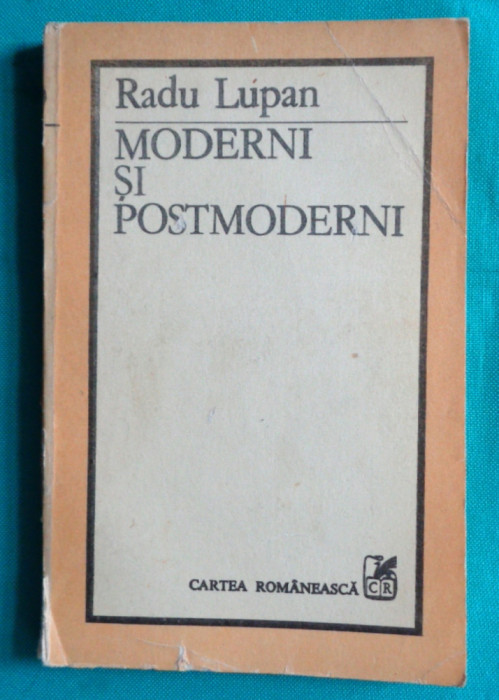 Radu Lupan
MODERNI
ȘI
POSTMODERNI
CARTEA ROMÂNEASCĂ
CR